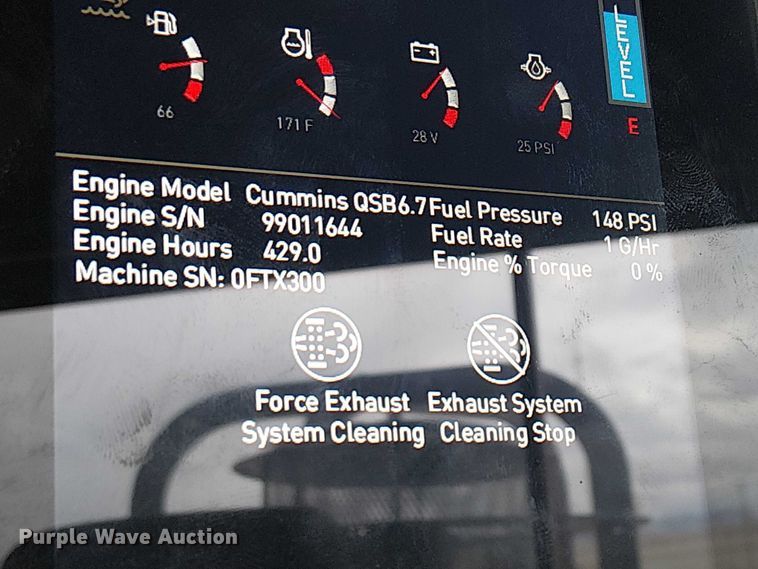 LEVEL
E
66
171 F
28 V
25 PSI
Engine Model Cummins QSB6.7
Engine S/N 99011644
Engine Hours 429.0
Machine SN: 0FTX300
Fuel Pressure 148 PSI
Fuel Rate 1 G/Hr
Engine % Torque 0 %
Force Exhaust
System Cleaning
Exhaust System
Cleaning Stop
Purple Wave Auction